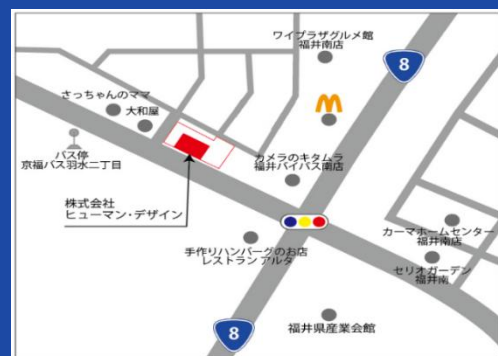 ワイプラザグルメ館
福井南店
8
さっちゃんのママ
大和屋
バス停
京福バス羽水二丁目
カメラのキタムラ
福井バイパス南店
株式会社
ヒューマン・デザイン
カーマホームセンター
福井南店
手作りハンバーグのお店
レストラン アルタ
セリオガーデン
福井南
8
福井県産業会館